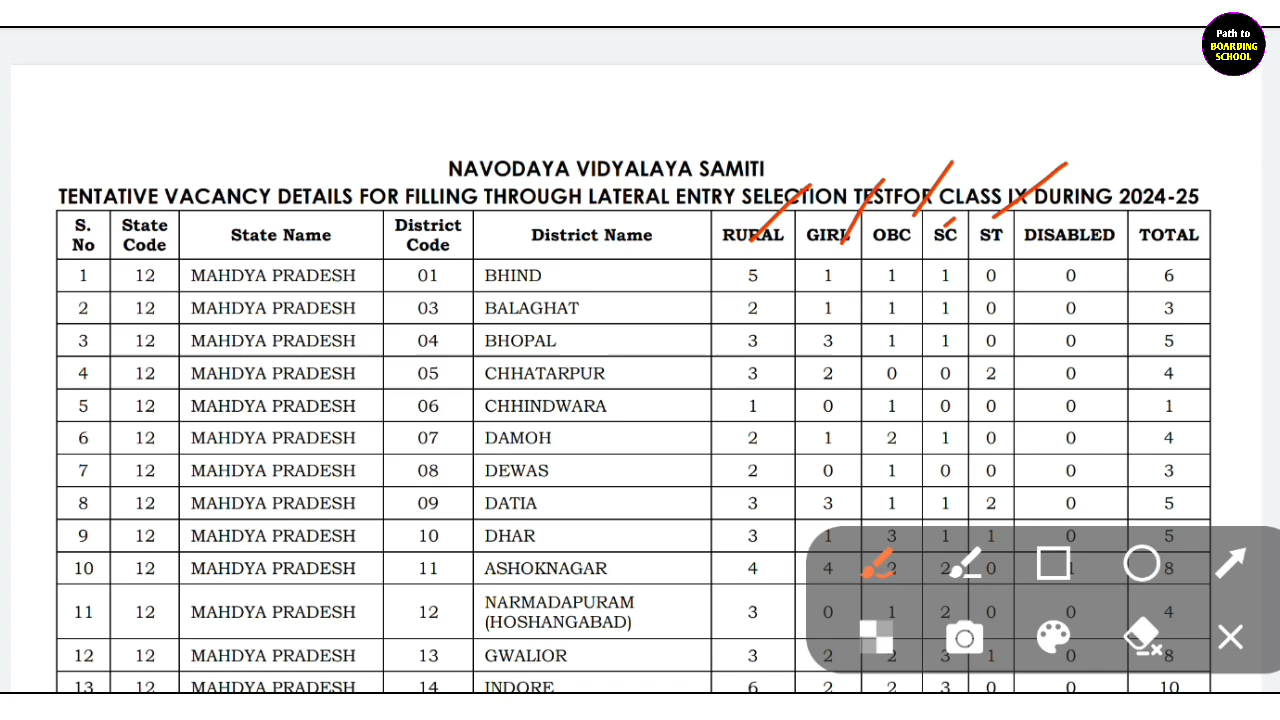 Path to
BOARDING
SCHOOL
NAVODAYA VIDYALAYA SAMITI
TENTATIVE VACANCY DETAILS FOR FILLING THROUGH LATERAL ENTRY SELECTION TESTFOR CLASS IX DURING 2024-25
S. No State Code State Name District Code District Name RURAL GIRL OBC SC ST DISABLED TOTAL
1 12 MAHDYA PRADESH 01 BHIND 5 1 1 1 0 0 6
2 12 MAHDYA PRADESH 03 BALAGHAT 2 1 1 1 0 0 3
3 12 MAHDYA PRADESH 04 BHOPAL 3 3 1 1 0 0 5
4 12 MAHDYA PRADESH 05 CHHATARPUR 3 2 0 0 2 0 4
5 12 MAHDYA PRADESH 06 CHHINDWARA 1 0 1 0 0 0 1
6 12 MAHDYA PRADESH 07 DAMOH 2 1 2 1 0 0 4
7 12 MAHDYA PRADESH 08 DEWAS 2 0 1 0 0 0 3
8 12 MAHDYA PRADESH 09 DATIA 3 3 1 1 2 0 5
9 12 MAHDYA PRADESH 10 DHAR 3 1 3 1 1 0 5
10 12 MAHDYA PRADESH 11 ASHOKNAGAR 4 4 2 2 0 1 8
11 12 MAHDYA PRADESH 12 NARMADAPURAM (HOSHANGABAD) 3 0 1 2 0 0 4
12 12 MAHDYA PRADESH 13 GWALIOR 3 2 2 3 1 0 8
13 12 MAHDYA PRADESH 14 INDORE 6 2 2 3 0 0 10